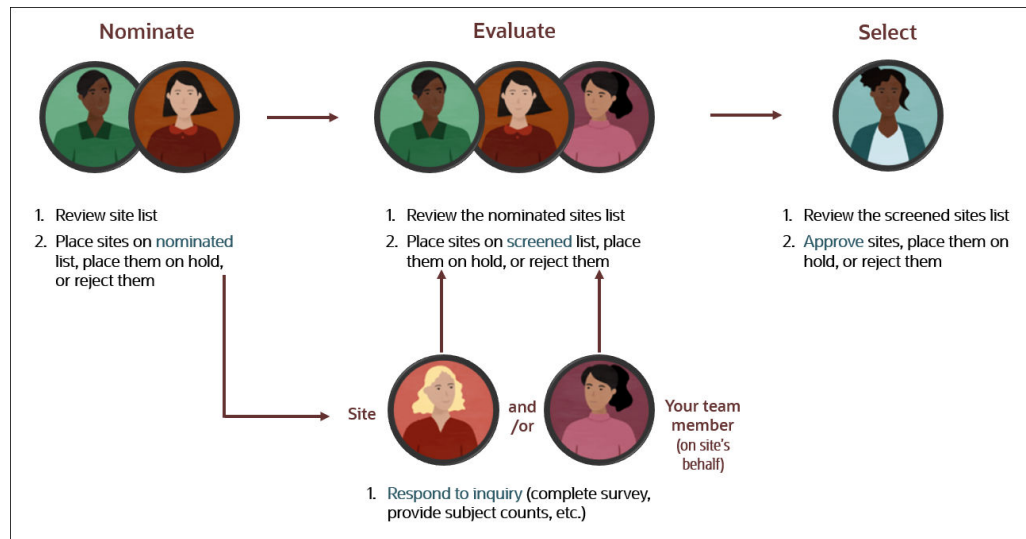 Nominate
Evaluate
Select
1. Review site list
2. Place sites on nominated
list, place them on hold,
or reject them
1. Review the nominated sites list
2. Place sites on screened list, place
them on hold, or reject them
1. Review the screened sites list
2. Approve sites, place them on
hold, or reject them
Site
and
/or
Your team
member
(on site's
behalf)
1. Respond to inquiry (complete survey,
provide subject counts, etc.)